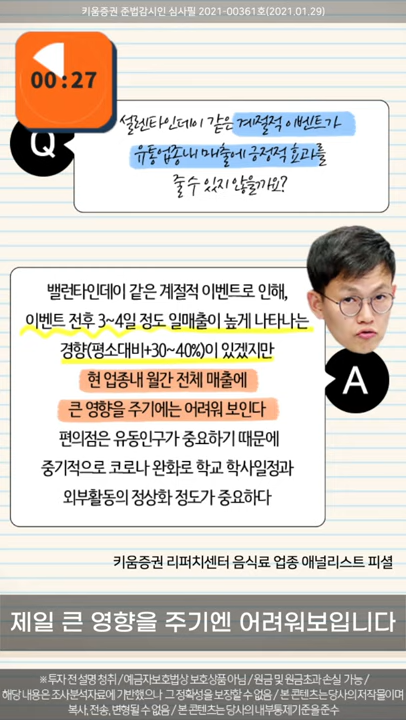 키움증권 준법감시인 심사필 2021-00361호(2021.01.29)
00:27
Q
밸런타인데이 같은 계절적 이벤트가
유통업종내 매출에 긍정적 효과를
줄 수 있지 않을까요?
밸런타인데이 같은 계절적 이벤트로 인해,
이벤트 전후 3~4일 정도 일매출이 높게 나타나는
경향(평소대비+30~40%)이 있겠지만
현 업종내 월간 전체 매출에
큰 영향을 주기에는 어려워 보인다
A
편의점은 유동인구가 중요하기 때문에
중기적으로 코로나 완화로 학교 학사일정과
외부활동의 정상화 정도가 중요하다
키움증권 리퍼치센터 음식료 업종 애널리스트 피셜
제일 큰 영향을 주기엔 어려워보입니다
※ 투자 전 설명 청취 / 예금자보호법상 보호상품 아님 / 원금 및 원금초과 손실 가능 /
해당 내용은 조사분석자료에 기반했으나 그 정확성을 보장할 수 없음 / 본 콘텐츠는 당사의 저작물이며
복사, 전송, 변형될 수 없음 / 본 콘텐츠는 당사의 내부통제기준을 준수